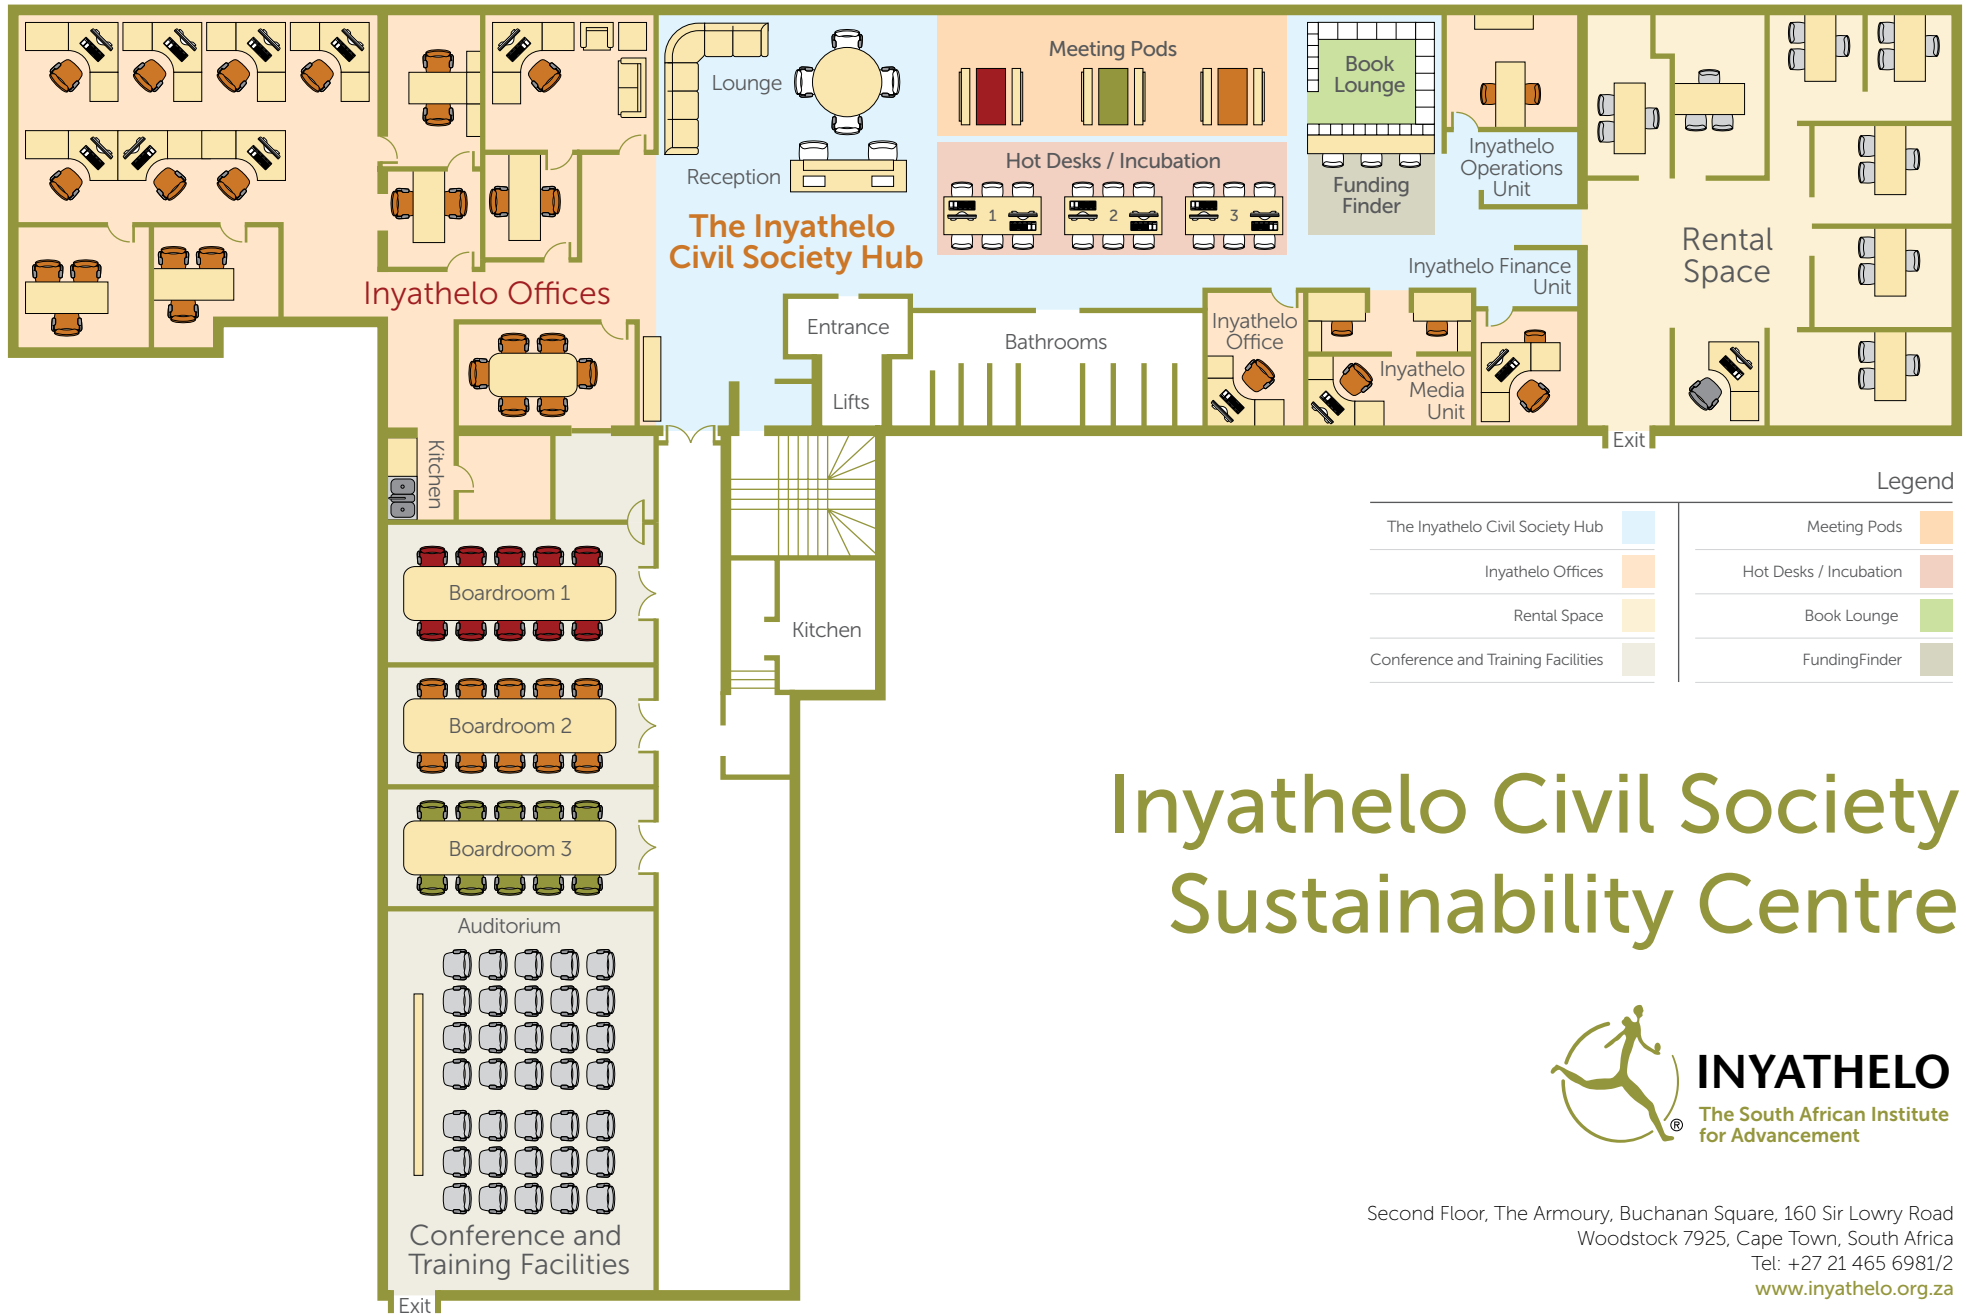 Lounge
Reception
The Inyathelo
Civil Society Hub
Meeting Pods
Hot Desks / Incubation
1
2
3
Book
Lounge
Funding
Finder
Inyathelo
Operations
Unit
Inyathelo Finance
Unit
Rental
Space
Inyathelo Offices
Entrance
Lifts
Bathrooms
Inyathelo
Office
Inyathelo
Media
Unit
Exit
Kitchen
Kitchen
Boardroom 1
Boardroom 2
Boardroom 3
Auditorium
Conference and
Training Facilities
Exit
Legend
The Inyathelo Civil Society Hub
Inyathelo Offices
Rental Space
Conference and Training Facilities
Meeting Pods
Hot Desks / Incubation
Book Lounge
FundingFinder
Inyathelo Civil Society
Sustainability Centre
INYATHELO
The South African Institute
for Advancement
®
Second Floor, The Armoury, Buchanan Square, 160 Sir Lowry Road
Woodstock 7925, Cape Town, South Africa
Tel: +27 21 465 6981/2
www.inyathelo.org.za